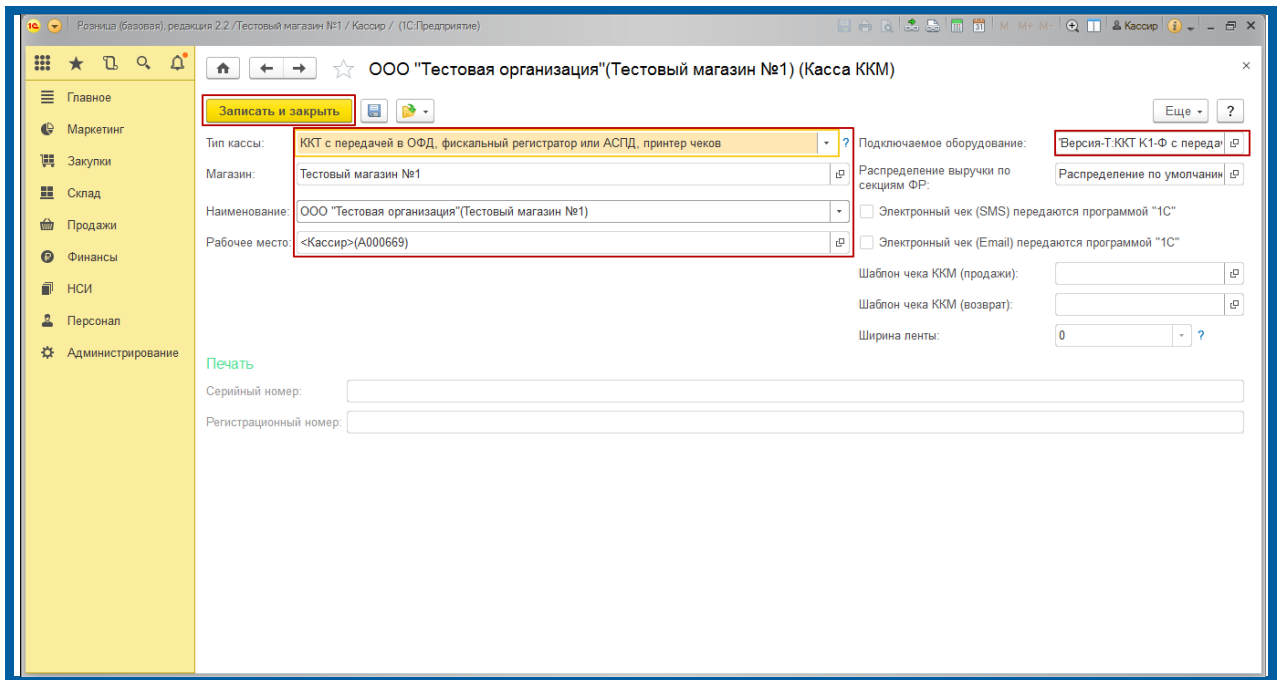 Розница (базовая), редакция 2.2 /Тестовый магазин №1 / Кассир / (1С:Предприятие)
M M+ M-
Кассир
ООО "Тестовая организация"(Тестовый магазин №1) (Касса ККМ)
Главное
Маркетинг
Закупки
Склад
Продажи
Финансы
НСИ
Персонал
Администрирование
Записать и закрыть
Еще
?
Тип кассы: ККТ с передачей в ОФД, фискальный регистратор или АСПД, принтер чеков ?
Магазин: Тестовый магазин №1
Наименование: ООО "Тестовая организация"(Тестовый магазин №1)
Рабочее место: <Кассир>(A000669)
Подключаемое оборудование: 'Версия-Т:ККТ К1-Ф с переда
Распределение выручки по
секциям ФР:
Распределение по умолчани
Электронный чек (SMS) передаются программой "1С"
Электронный чек (Email) передаются программой "1С"
Шаблон чека ККМ (продажи):
Шаблон чека ККМ (возврат):
Ширина ленты: 0 ?
Печать
Серийный номер:
Регистрационный номер: